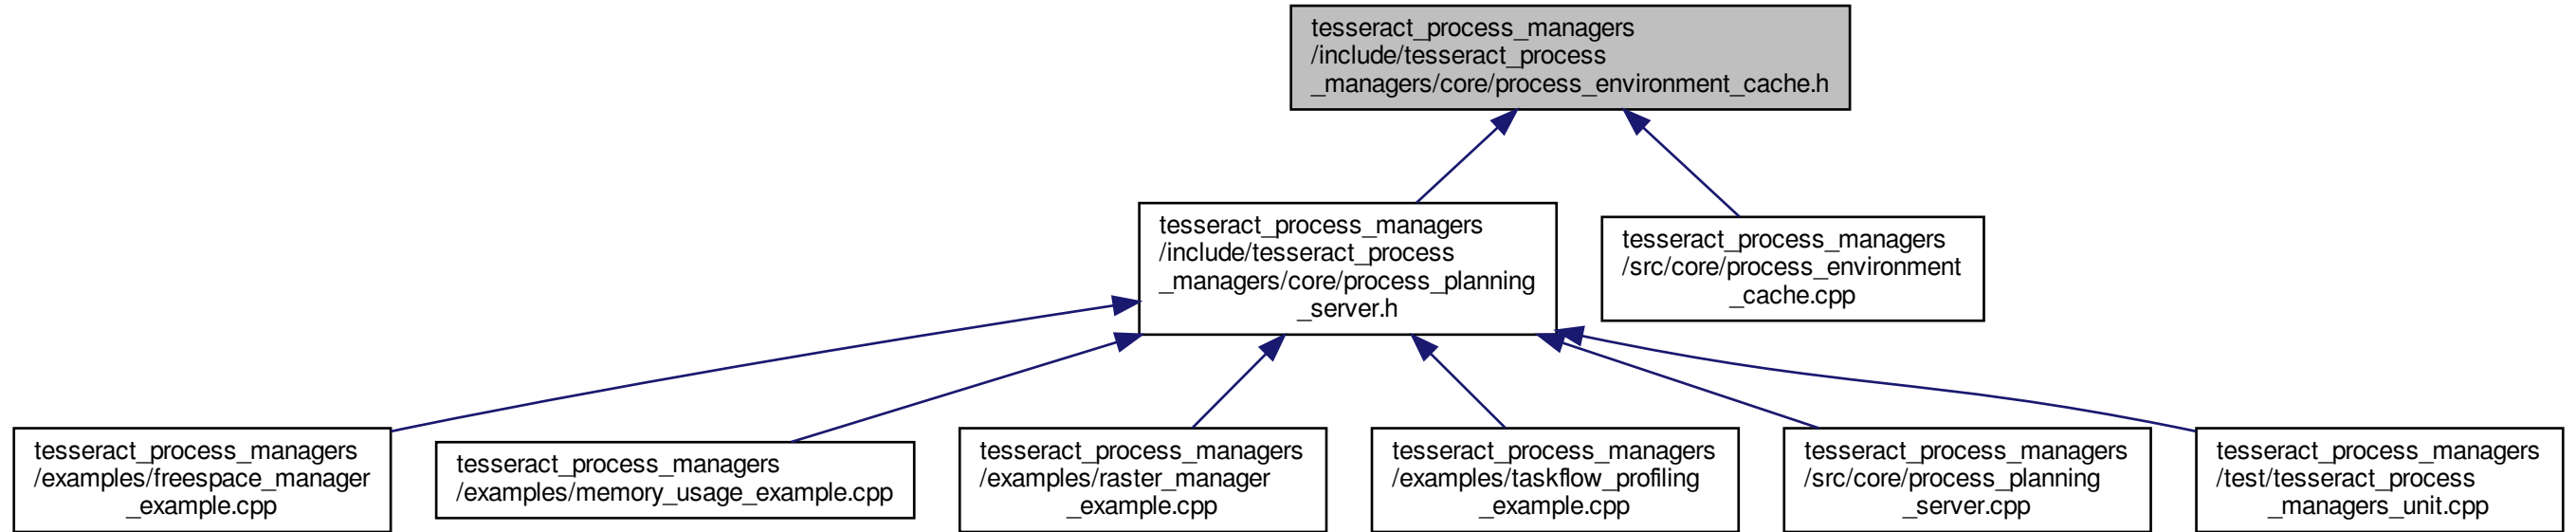 tesseract_process_managers
/include/tesseract_process
_managers/core/process_environment_cache.h
tesseract_process_managers
/include/tesseract_process
_managers/core/process_planning
_server.h
tesseract_process_managers
/src/core/process_environment
_cache.cpp
tesseract_process_managers
/examples/freespace_manager
_example.cpp
tesseract_process_managers
/examples/memory_usage_example.cpp
tesseract_process_managers
/examples/raster_manager
_example.cpp
tesseract_process_managers
/examples/taskflow_profiling
_example.cpp
tesseract_process_managers
/src/core/process_planning
_server.cpp
tesseract_process_managers
/test/tesseract_process
_managers_unit.cpp